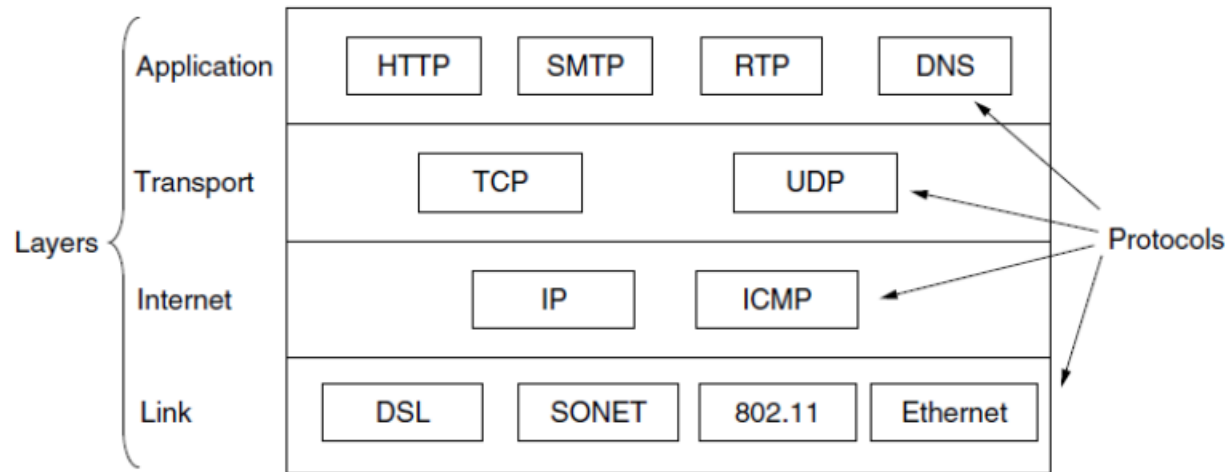 Application HTTP SMTP RTP DNS
Transport TCP UDP
Layers Protocols
Internet IP ICMP
Link DSL SONET 802.11 Ethernet